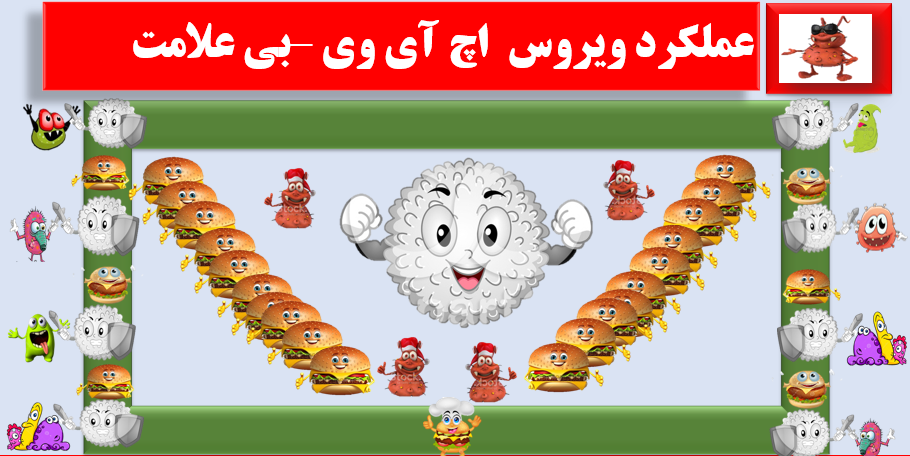 عملکرد ویروس اچ آی وی –بی علامت